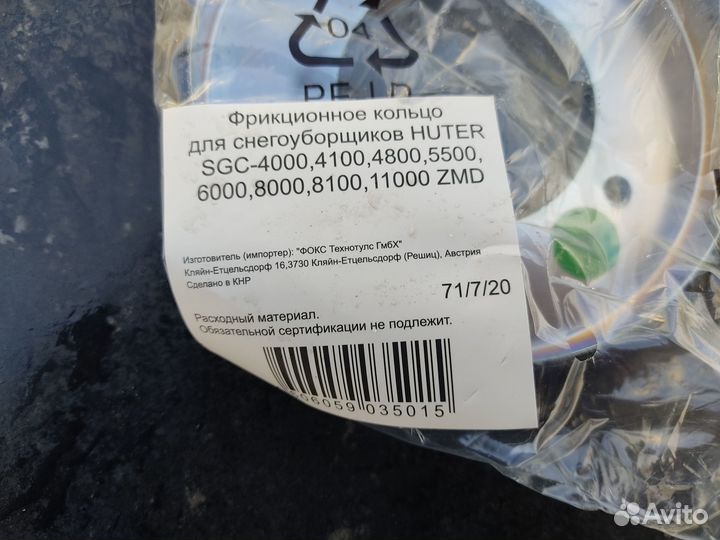 04
PE-LD
Фрикционное кольцо
для снегоуборщиков HUTER
SGC-4000,4100,4800,5500,
6000,8000,8100,11000 ZMD
Изготовитель (импортер): "ФОКС Технотулс ГмбХ"
Кляйн-Етцельсдорф 16,3730 Кляйн-Етцельсдорф (Решиц), Австрия
Сделано в КНР
71/7/20
Расходный материал.
Обязательной сертификации не подлежит.
606059 035015
Avito